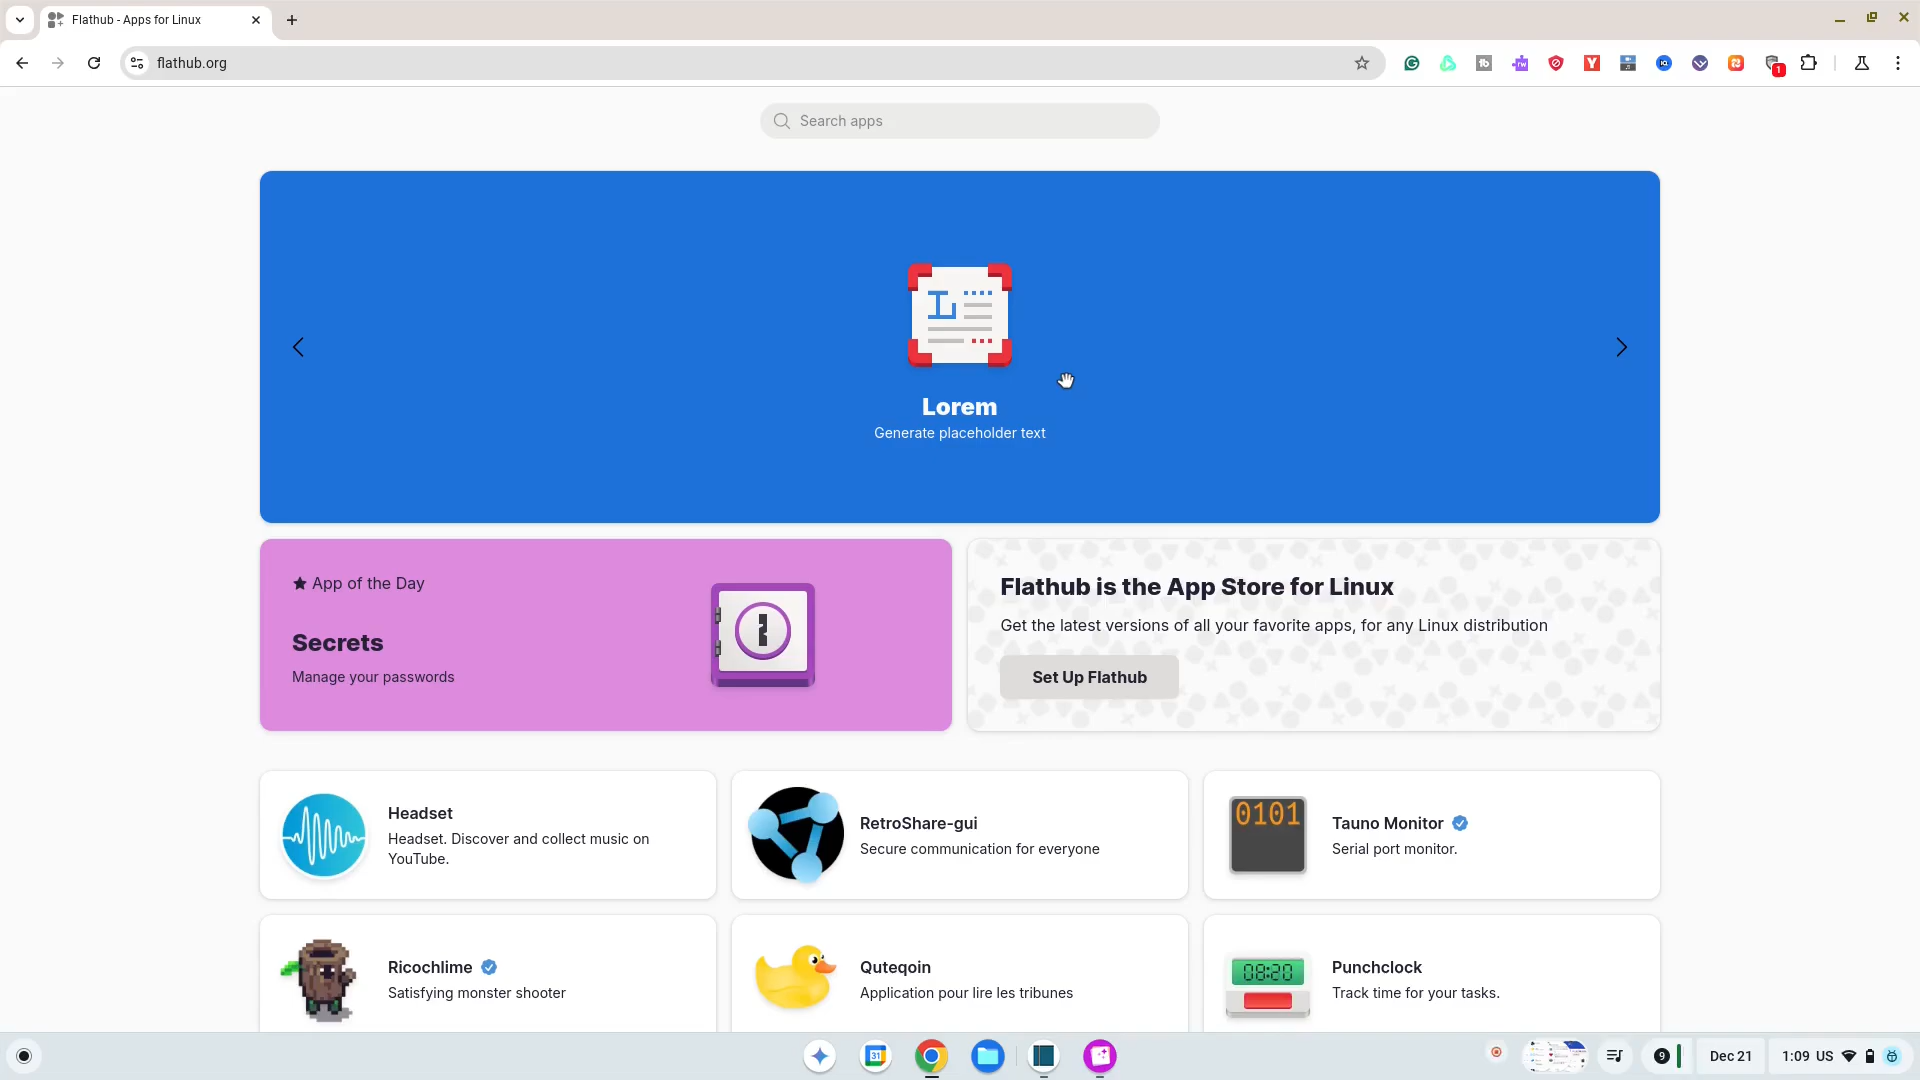 Flathub - Apps for Linux
flathub.org
1
Search apps
Lorem
Generate placeholder text
App of the Day
Secrets
Manage your passwords
Flathub is the App Store for Linux
Get the latest versions of all your favorite apps, for any Linux distribution
Set Up Flathub
Headset
Headset. Discover and collect music on
YouTube.
RetroShare-gui
Secure communication for everyone
0101
Tauno Monitor
Serial port monitor.
Ricochlime
Satisfying monster shooter
Quteqoin
Application pour lire les tribunes
08:20
Punchclock
Track time for your tasks.
31
9
Dec 21
1:09 US